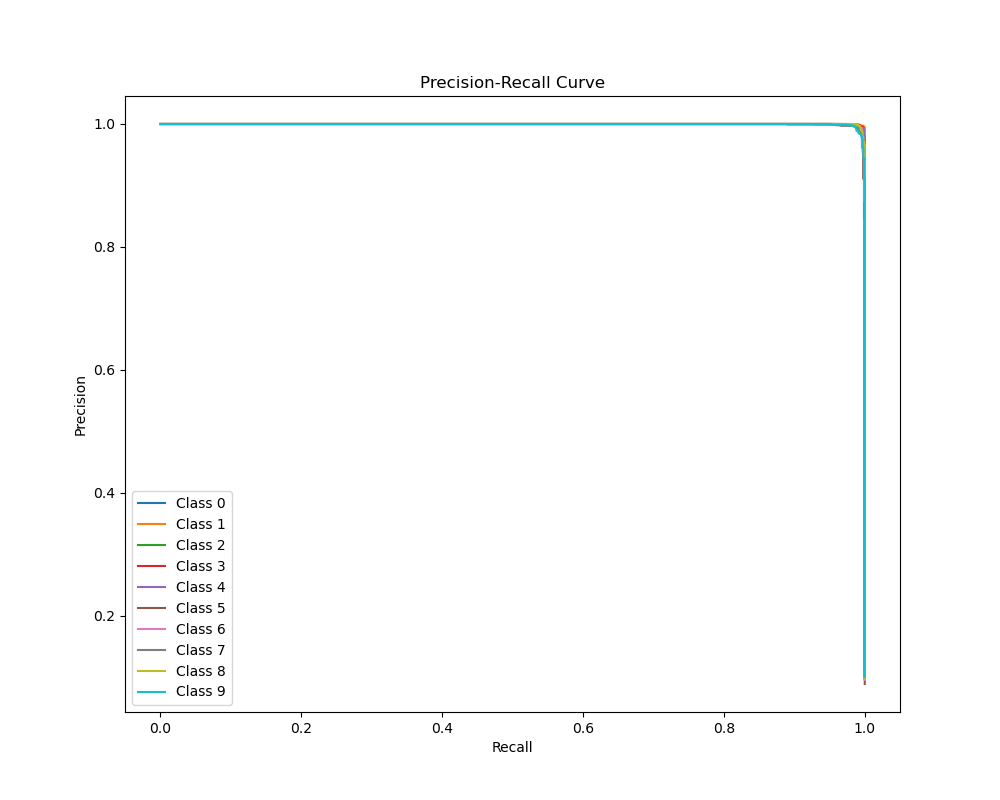 Precision-Recall Curve
1.0
0.8
0.6
0.4
0.2
Precision
Class 0
Class 1
Class 2
Class 3
Class 4
Class 5
Class 6
Class 7
Class 8
Class 9
0.0
0.2
0.4
0.6
0.8
1.0
Recall